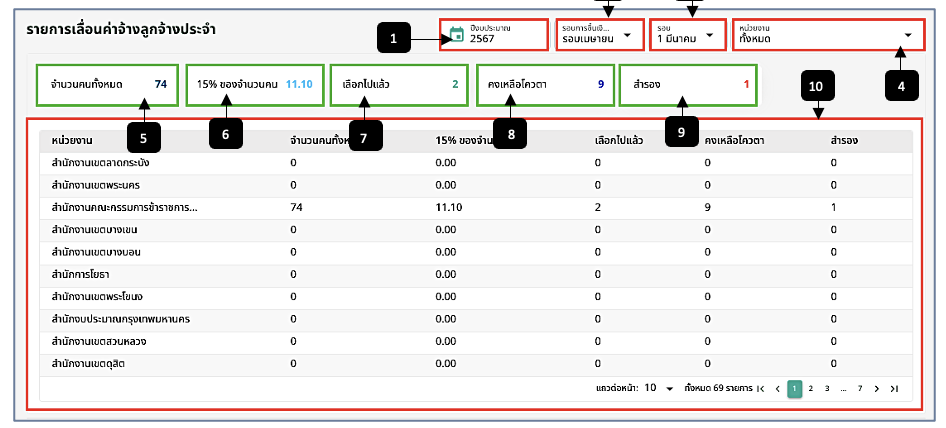 รายการเลื่อนค่าจ้างลูกจ้างประจำ
1
ปีงบประมาณ
2567
รอบการขึ้นเงิ...
รอบเมษายน
รอบ
1 มีนาคม
หน่วยงาน
ทั้งหมด
4
จำนวนคนทั้งหมด 74
15% ของจำนวนคน 11.10
เลือกไปแล้ว 2
คงเหลือโควตา 9
สำรอง 1
10
5
6
7
8
9
หน่วยงาน 15% ของจำน เลือกไปแล้ว คงเหลือโควตา สำรอง
สำนักงานเขตลาดกระบัง 0 0.00 0 0 0
สำนักงานเขตพระนคร 0 0.00 0 0 0
สำนักงานคณะกรรมการข้าราชการ... 74 11.10 2 9 1
สำนักงานเขตบางเขน 0 0.00 0 0 0
สำนักงานเขตบางบอน 0 0.00 0 0 0
สำนักการโยธา 0 0.00 0 0 0
สำนักงานเขตพระโขนง 0 0.00 0 0 0
สำนักงบประมาณกรุงเทพมหานคร 0 0.00 0 0 0
สำนักงานเขตสวนหลวง 0 0.00 0 0 0
สำนักงานเขตดุสิต 0 0.00 0 0 0
แถวต่อหน้า: 10 ทั้งหมด 69 รายการ 1 2 3 ... 7